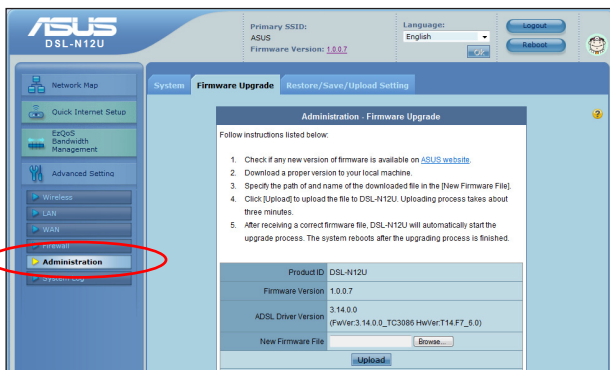 ASUS
DSL-N12U
Primary SSID:
ASUS
Firmware Version: 1.0.0.7
Language:
English
Logout
Reboot
Network Map
Quick Internet Setup
EzQoS
Bandwidth
Management
Advanced Setting
Wireless
LAN
WAN
Firewall
Administration
System Log
System
Firmware Upgrade
Restore/Save/Upload Setting
Administration - Firmware Upgrade
Follow instructions listed below:
1. Check if any new version of firmware is available on ASUS website.
2. Download a proper version to your local machine.
3. Specify the path of and name of the downloaded file in the [New Firmware File].
4. Click [Upload] to upload the file to DSL-N12U. Uploading process takes about
three minutes.
5. After receiving a correct firmware file, DSL-N12U will automatically start the
upgrade process. The system reboots after the upgrading process is finished.
Product ID DSL-N12U
Firmware Version 1.0.0.7
ADSL Driver Version 3.14.0.0
(FwVer:3.14.0.0_TC3086 HwVer:T14.F7_6.0)
New Firmware File Browse...
Upload